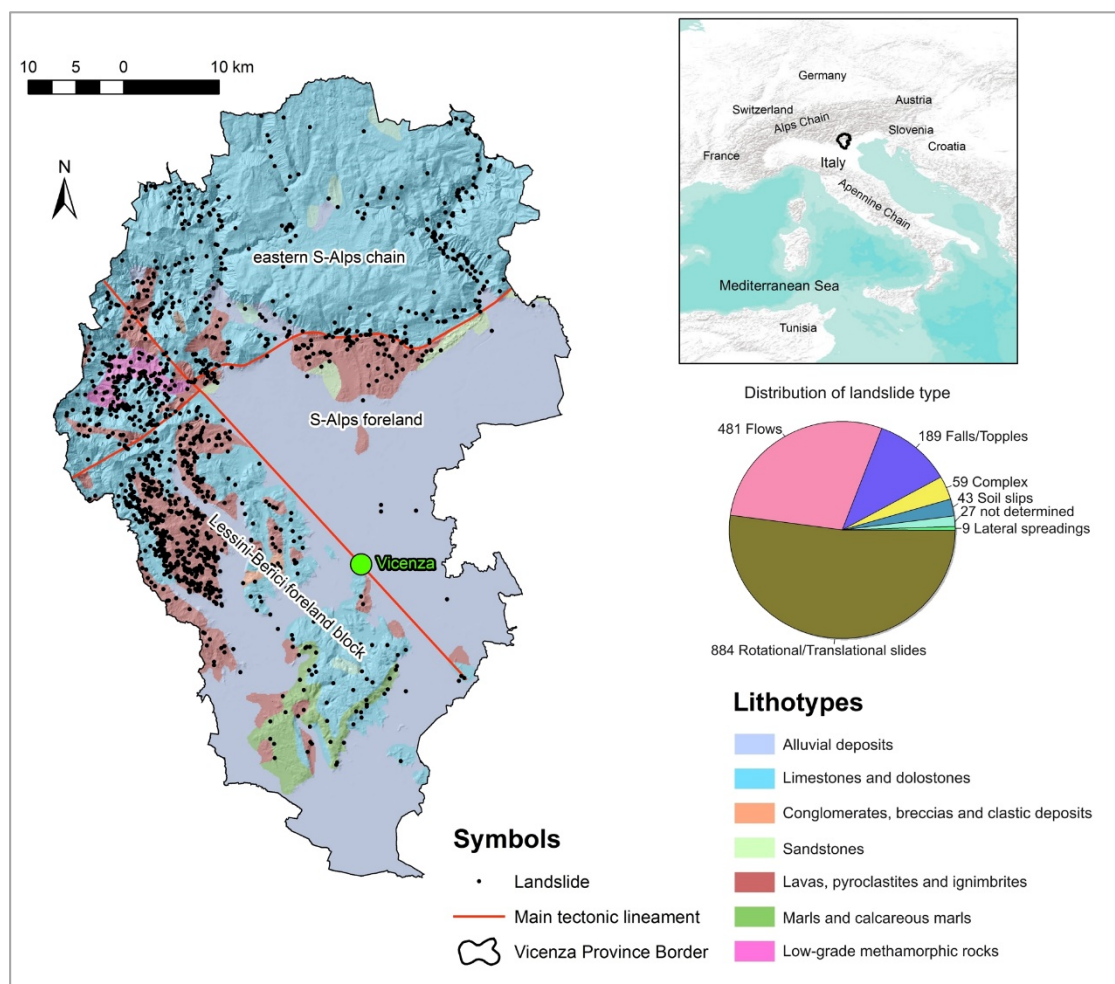 10 5 0 10 km
N
eastern S-Alps chain
S-Alps foreland
Lessini-Berici foreland block
Vicenza
Germany
Switzerland
Austria
Alps Chain
Slovenia
Croatia
France
Italy
Apennine Chain
Mediterranean Sea
Tunisia
Distribution of landslide type
481 Flows
189 Falls/Topples
59 Complex
43 Soil slips
27 not determined
9 Lateral spreadings
884 Rotational/Translational slides
Symbols
Landslide
Main tectonic lineament
Vicenza Province Border
Lithotypes
Alluvial deposits
Limestones and dolostones
Conglomerates, breccias and clastic deposits
Sandstones
Lavas, pyroclastites and ignimbrites
Marls and calcareous marls
Low-grade methamorphic rocks